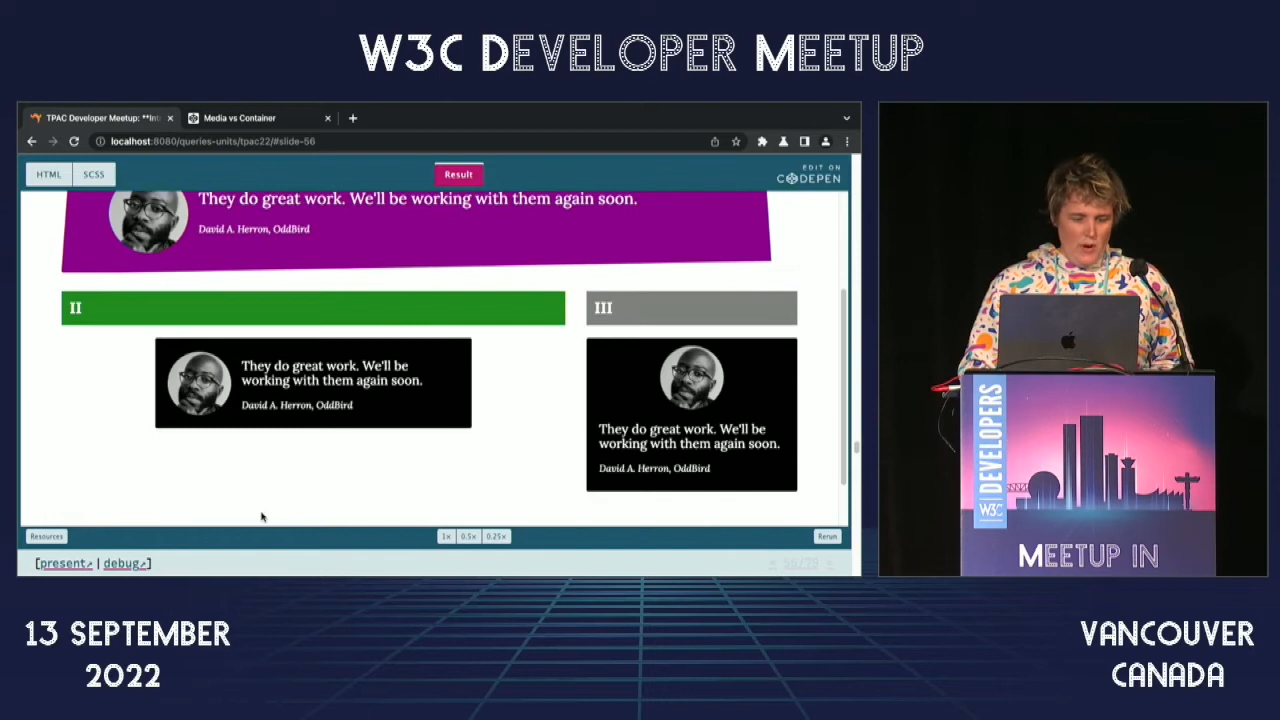 W3C DEVELOPER MEETUP
TPAC Developer Meetup: **Int
Media vs Container
localhost:8080/queries-units/tpac22/#slide-56
HTML
SCSS
Result
EDIT ON
CODEPEN
They do great work. We'll be working with them again soon.
David A. Herron, OddBird
II
III
They do great work. We'll be
working with them again soon.
David A. Herron, OddBird
They do great work. We'll be
working with them again soon.
David A. Herron, OddBird
Resources
1×
0.5×
0.25×
Rerun
[present↗ | debug↗]
DEVELOPERS
W3C
MEETUP IN
13 SEPTEMBER
2022
VANCOUVER
CANADA